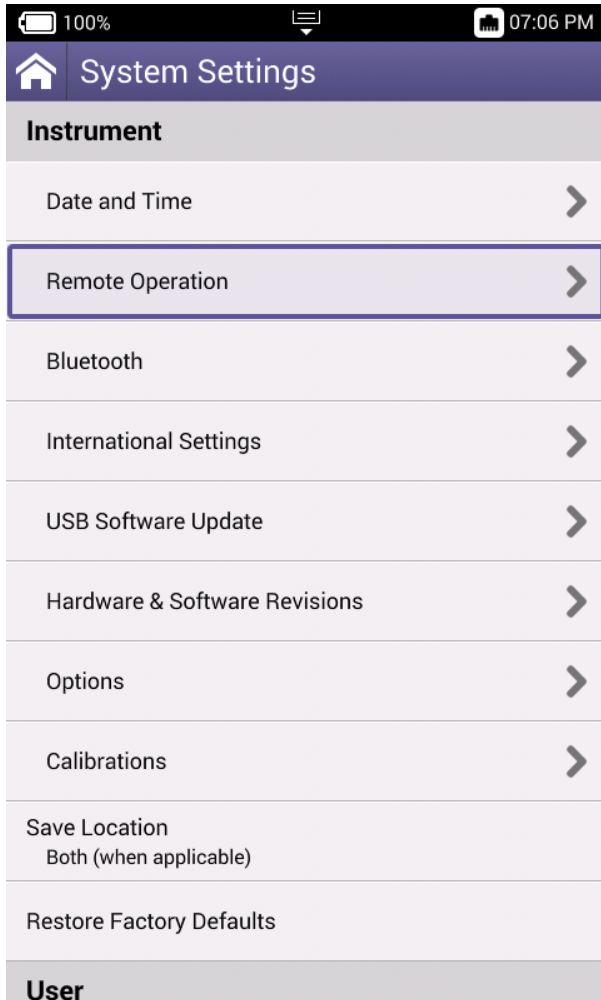 100%
07:06 PM
System Settings
Instrument
Date and Time
Remote Operation
Bluetooth
International Settings
USB Software Update
Hardware & Software Revisions
Options
Calibrations
Save Location
Both (when applicable)
Restore Factory Defaults
User